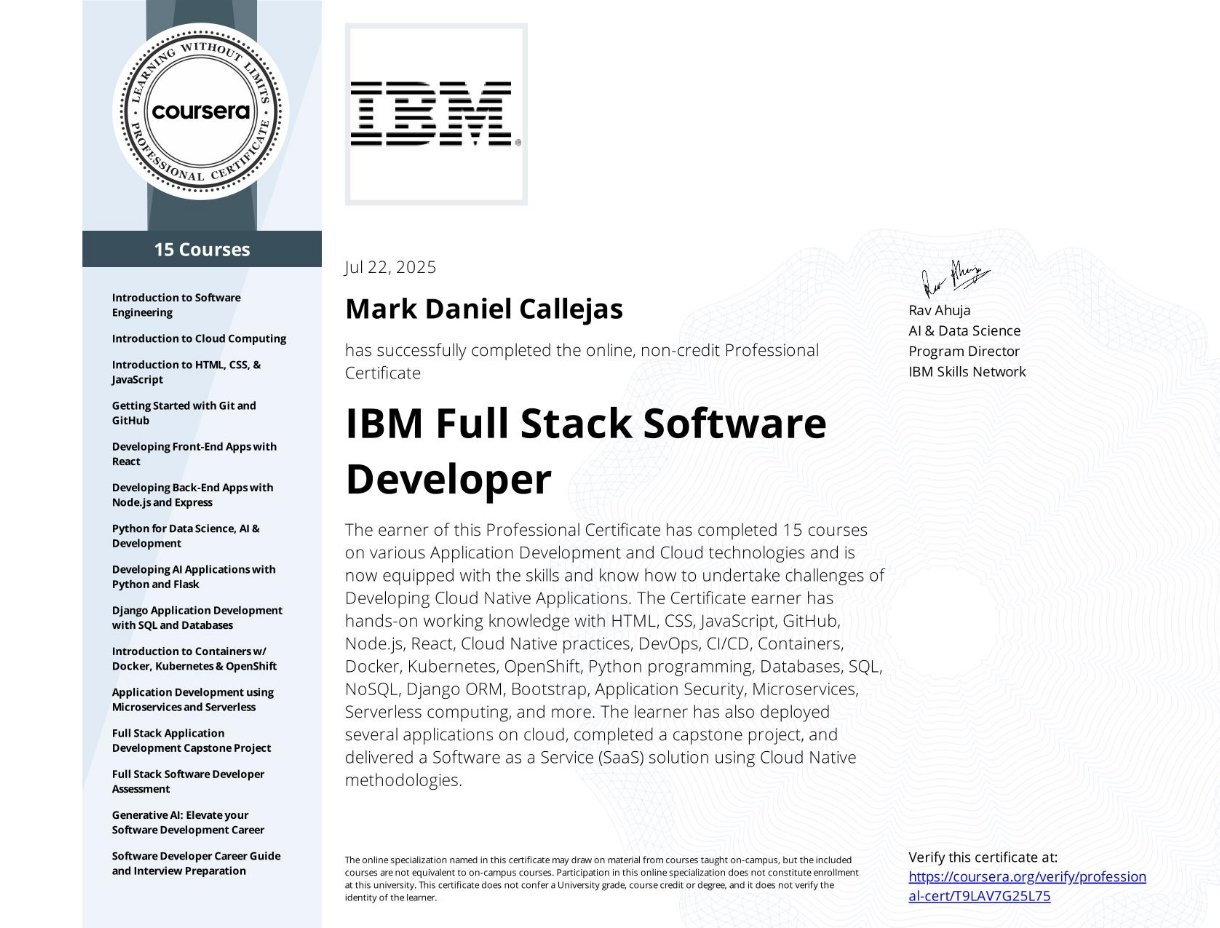 LEARNING WITHOUT LIMITS
coursera
PROFESSIONAL CERTIFICATE
15 Courses
Introduction to Software
Engineering
Introduction to Cloud Computing
Introduction to HTML, CSS, &
JavaScript
Getting Started with Git and
GitHub
Developing Front-End Apps with
React
Developing Back-End Apps with
Node.js and Express
Python for Data Science, AI &
Development
Developing AI Applications with
Python and Flask
Django Application Development
with SQL and Databases
Introduction to Containers w/
Docker, Kubernetes & OpenShift
Application Development using
Microservices and Serverless
Full Stack Application
Development Capstone Project
Full Stack Software Developer
Assessment
Generative AI: Elevate your
Software Development Career
Software Developer Career Guide
and Interview Preparation
IBM
Jul 22, 2025
Mark Daniel Callejas
has successfully completed the online, non-credit Professional
Certificate
IBM Full Stack Software
Developer
The earner of this Professional Certificate has completed 15 courses
on various Application Development and Cloud technologies and is
now equipped with the skills and know how to undertake challenges of
Developing Cloud Native Applications. The Certificate earner has
hands-on working knowledge with HTML, CSS, JavaScript, GitHub,
Node.js, React, Cloud Native practices, DevOps, CI/CD, Containers,
Docker, Kubernetes, OpenShift, Python programming, Databases, SQL,
NoSQL, Django ORM, Bootstrap, Application Security, Microservices,
Serverless computing, and more. The learner has also deployed
several applications on cloud, completed a capstone project, and
delivered a Software as a Service (SaaS) solution using Cloud Native
methodologies.
The online specialization named in this certificate may draw on material from courses taught on-campus, but the included
courses are not equivalent to on-campus courses. Participation in this online specialization does not constitute enrollment
at this university. This certificate does not confer a University grade, course credit or degree, and it does not verify the
identity of the learner.
Rav Ahuja
Rav Ahuja
AI & Data Science
Program Director
IBM Skills Network
Verify this certificate at:
https://coursera.org/verify/profession
al-cert/T9LAV7G25L75